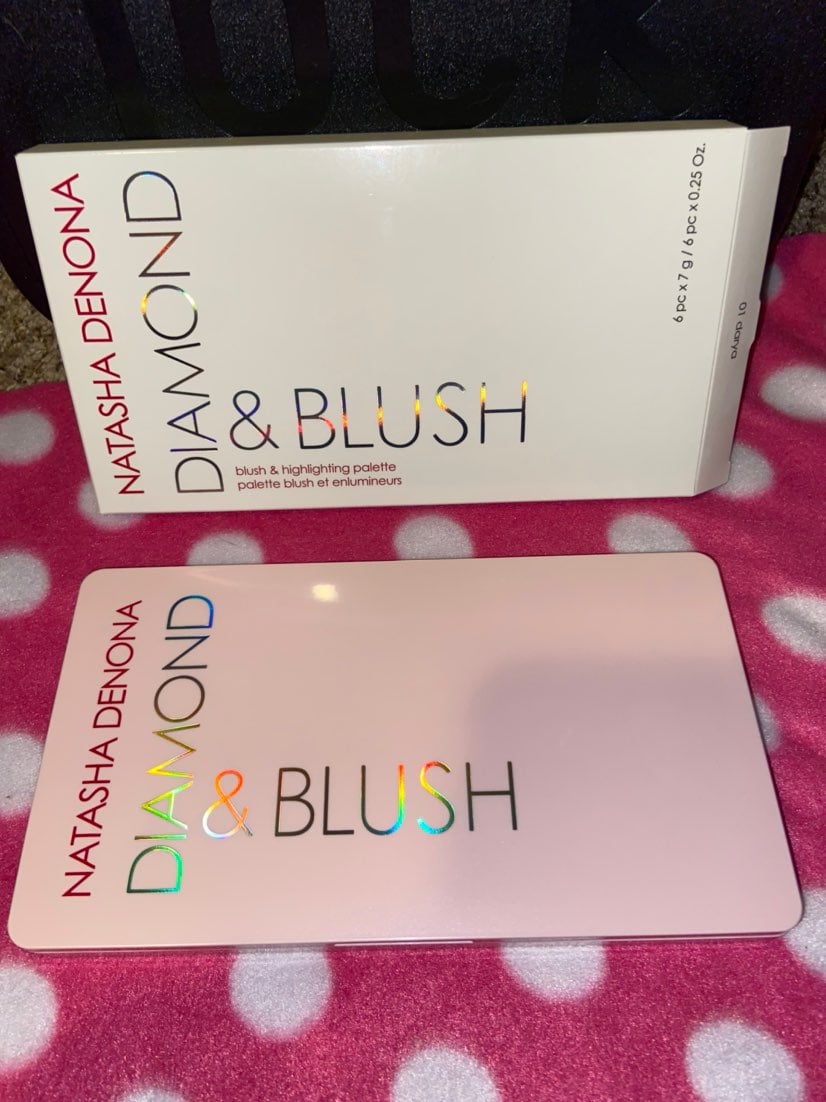 NATASHA DENONA
DIAMOND
& BLUSH
blush & highlighting palette
palette blush et enlumineurs
6 pc x 7 g / 6 pc x 0.25 Oz.
01 darya
NATASHA DENONA
DIAMOND
& BLUSH